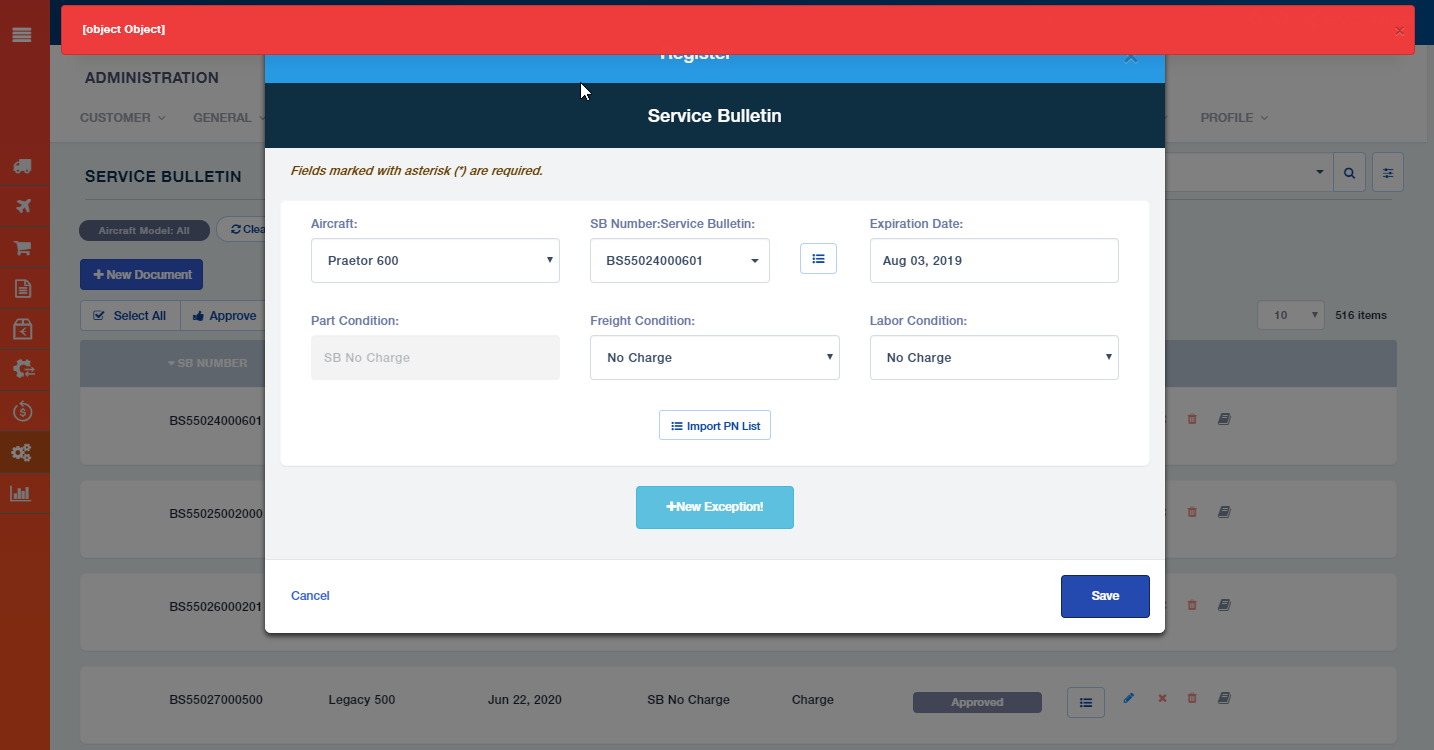 [object Object]
×
Register
×
ADMINISTRATION
CUSTOMER
GENERAL
PROFILE
Service Bulletin
Fields marked with asterisk (*) are required.
SERVICE BULLETIN
Aircraft Model: All
Clea
New Document
Select All
Approve
10
516 items
SB NUMBER
Aircraft:
SB Number:Service Bulletin:
Expiration Date:
Praetor 600
BS55024000601
Aug 03, 2019
Part Condition:
Freight Condition:
Labor Condition:
SB No Charge
No Charge
No Charge
Import PN List
+New Exception!
Cancel
Save
BS55024000601
BS55025002000
BS55026000201
BS55027000500
Legacy 500
Jun 22, 2020
SB No Charge
Charge
Approved